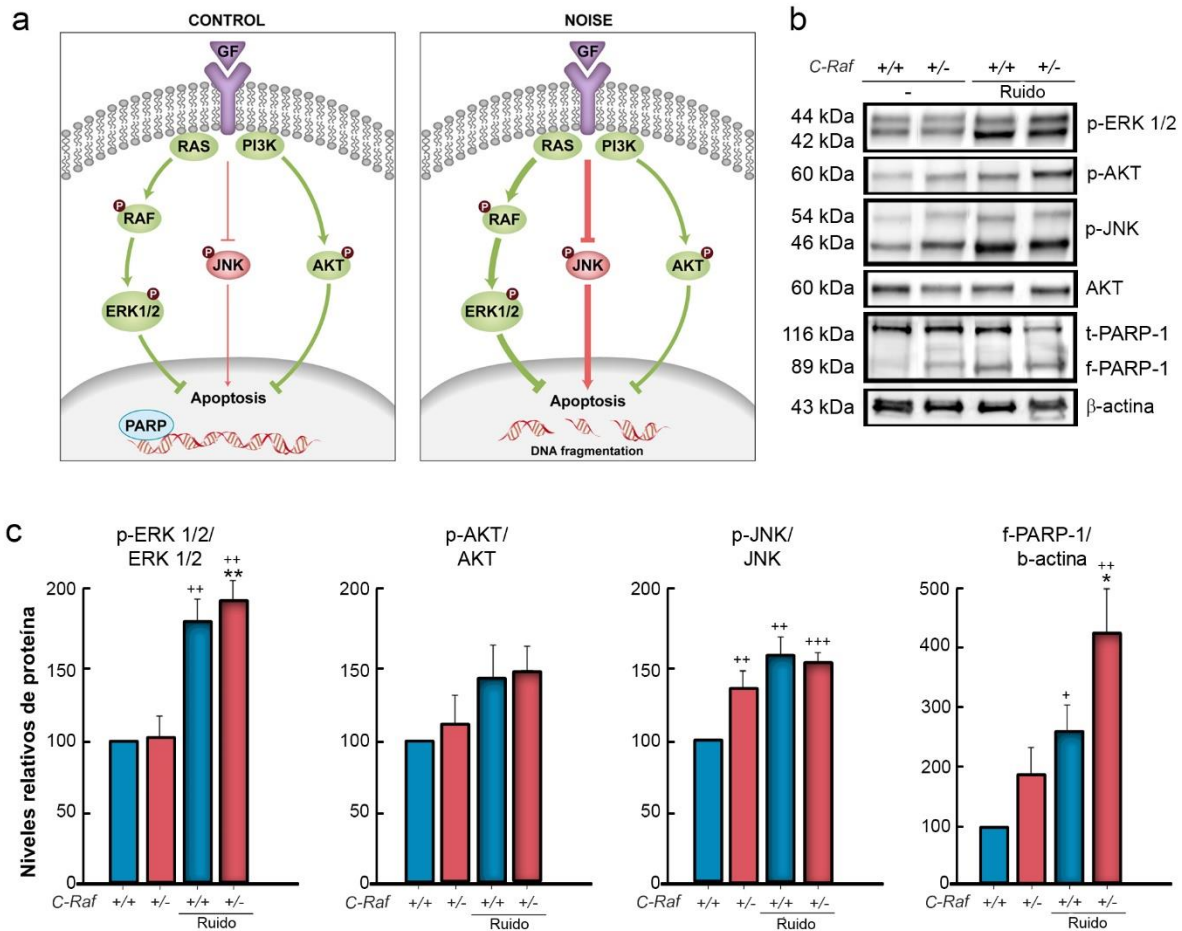 a
CONTROL
GF
RAS
PI3K
P
RAF
P
JNK
AKT
P
P
ERK1/2
Apoptosis
PARP
NOISE
GF
RAS
PI3K
P
RAF
P
JNK
AKT
P
P
ERK1/2
Apoptosis
DNA fragmentation
b
C-Raf +/+ +/- +/+ +/-
- Ruido
44 kDa
42 kDa
p-ERK 1/2
60 kDa
p-AKT
54 kDa
46 kDa
p-JNK
60 kDa
AKT
116 kDa
t-PARP-1
89 kDa
f-PARP-1
43 kDa
β-actina
c
Niveles relativos de proteína
p-ERK 1/2/
ERK 1/2
200
150
100
50
0
++
++
**
C-Raf +/+ +/- +/+ +/-
Ruido
p-AKT/
AKT
200
150
100
50
0
C-Raf +/+ +/- +/+ +/-
Ruido
p-JNK/
JNK
200
150
100
50
0
++
++
+++
C-Raf +/+ +/- +/+ +/-
Ruido
f-PARP-1/
b-actina
500
400
300
200
100
0
+
++
*
C-Raf +/+ +/- +/+ +/-
Ruido